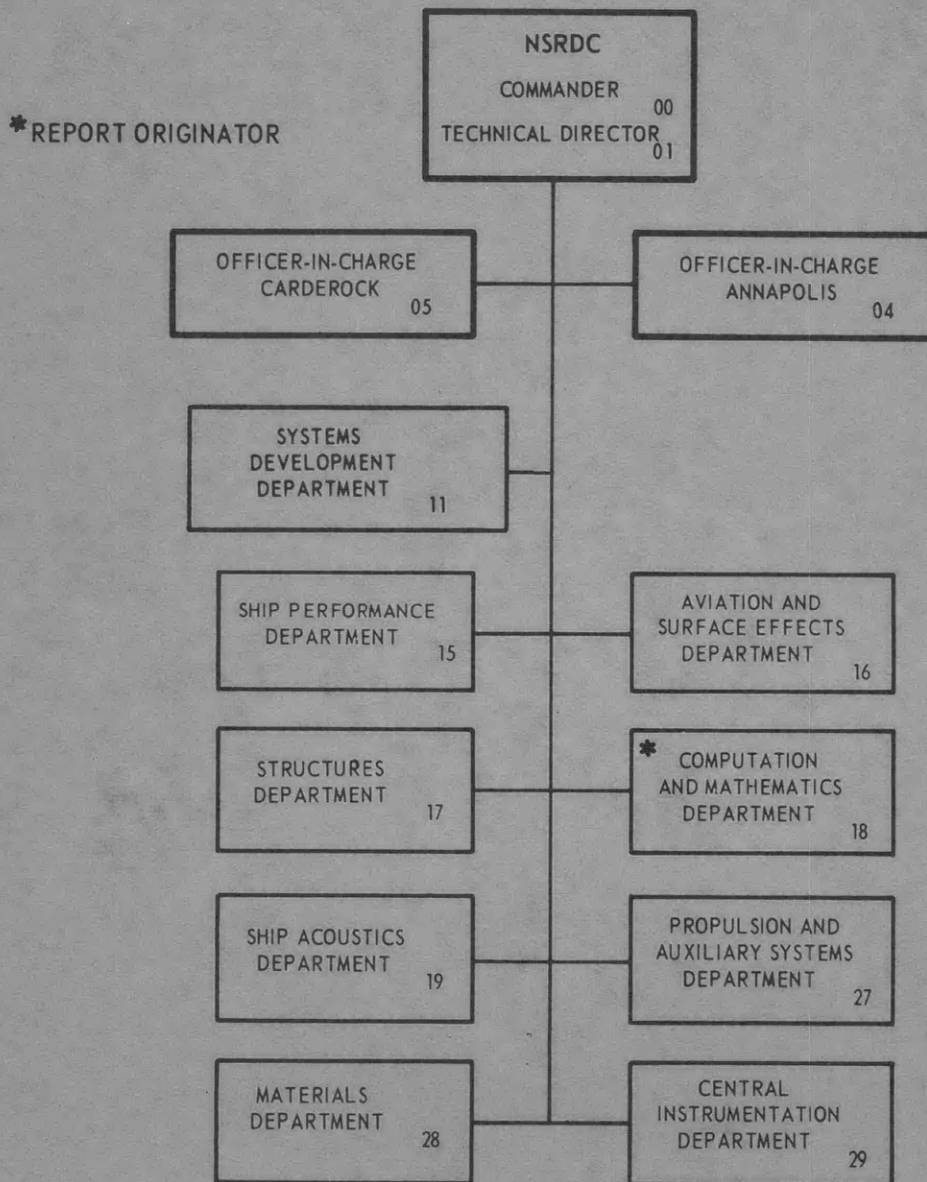 NSRDC
COMMANDER
00
TECHNICAL DIRECTOR
01
*REPORT ORIGINATOR
OFFICER-IN-CHARGE
CARDEROCK
05
OFFICER-IN-CHARGE
ANNAPOLIS
04
SYSTEMS
DEVELOPMENT
DEPARTMENT
11
SHIP PERFORMANCE
DEPARTMENT
15
AVIATION AND
SURFACE EFFECTS
DEPARTMENT
16
STRUCTURES
DEPARTMENT
17
* COMPUTATION
AND MATHEMATICS
DEPARTMENT
18
SHIP ACOUSTICS
DEPARTMENT
19
PROPULSION AND
AUXILIARY SYSTEMS
DEPARTMENT
27
MATERIALS
DEPARTMENT
28
CENTRAL
INSTRUMENTATION
DEPARTMENT
29